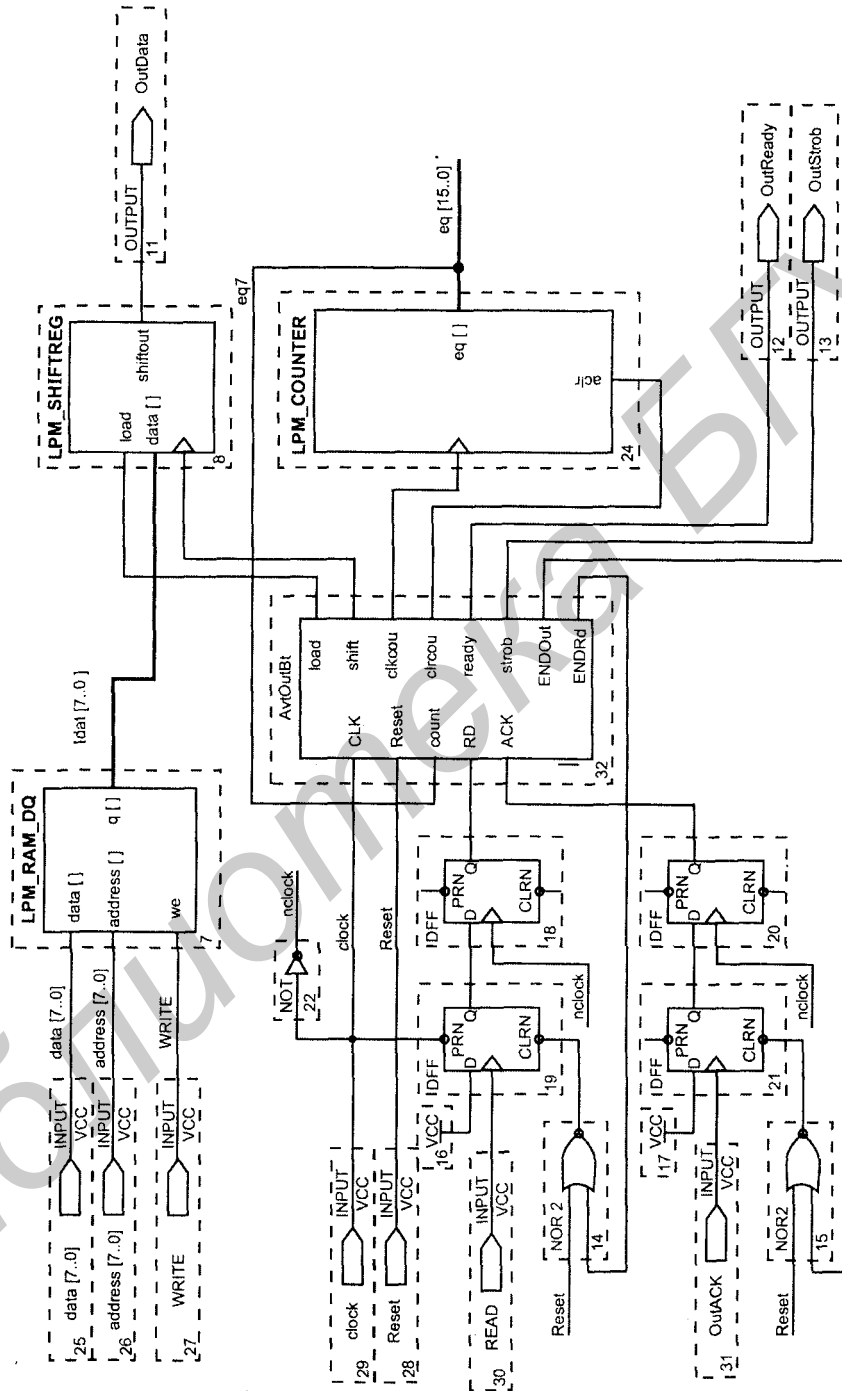 data [7..0]
INPUT
VCC
25
data [7..0]
address [7..0]
INPUT
VCC
26
address [7..0]
WRITE
INPUT
VCC
27
WRITE
LPM_RAM_DQ
data [ ]
address [ ]
we
q [ ]
7
tdat [7..0]
LPM_SHIFTREG
load
data [ ]
shiftout
8
OUTPUT
11
OutData
eq7
clock
INPUT
VCC
29
Reset
INPUT
VCC
28
NOT
22
nclock
clock
Reset
AvtOutBt
CLK
Reset
count
RD
ACK
load
shift
clkcou
clrcou
ready
strob
ENDOut
ENDRd
32
LPM_COUNTER
eq [ ]
aclr
24
eq [15..0]
READ
INPUT
VCC
30
VCC
16
DFF
PRN
D
Q
CLRN
19
DFF
PRN
D
Q
CLRN
18
nclock
Reset
NOR 2
14
OUTPUT
12
OutReady
OUTPUT
13
OutStrob
OutACK
INPUT
VCC
31
VCC
17
DFF
PRN
D
Q
CLRN
21
DFF
PRN
D
Q
CLRN
20
nclock
Reset
NOR2
15
блиотека БГ